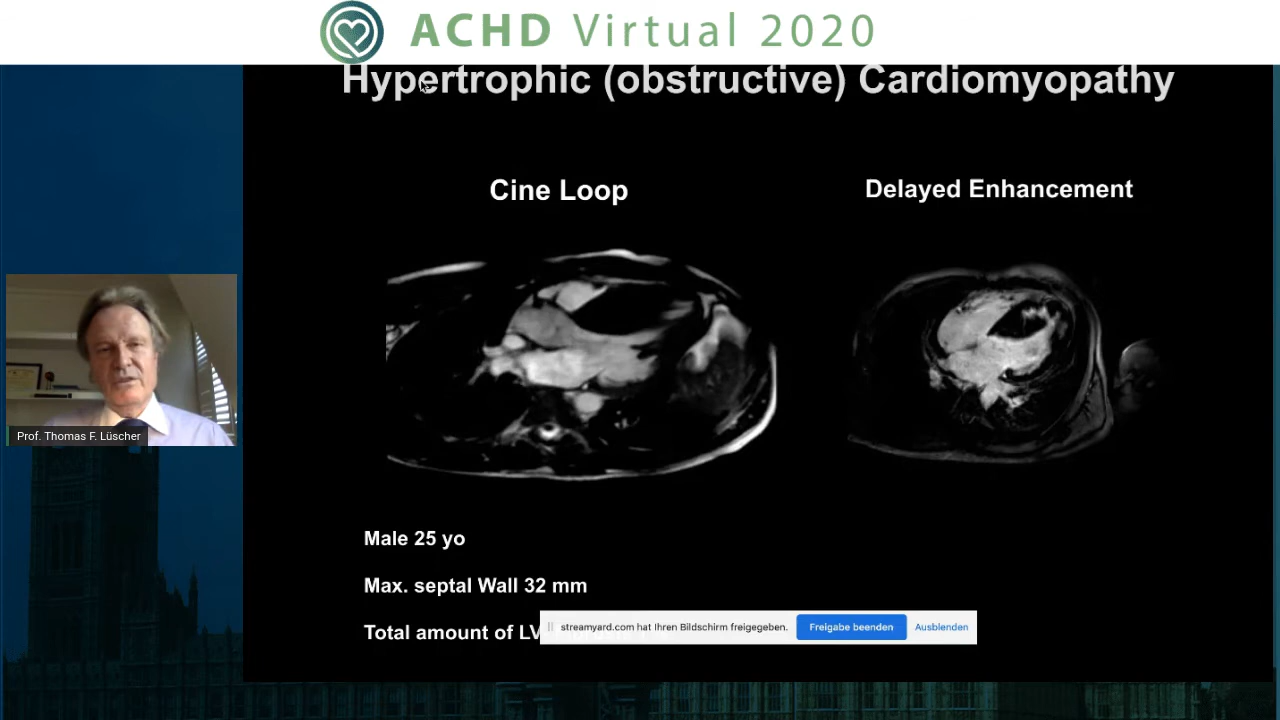 ACHD Virtual 2020
Hypertrophic (obstructive) Cardiomyopathy
Cine Loop
Delayed Enhancement
Prof. Thomas F. Lüscher
Male 25 yo
Max. septal Wall 32 mm
Total amount of LV
streamyard.com hat Ihren Bildschirm freigegeben.
Freigabe beenden
Ausblenden